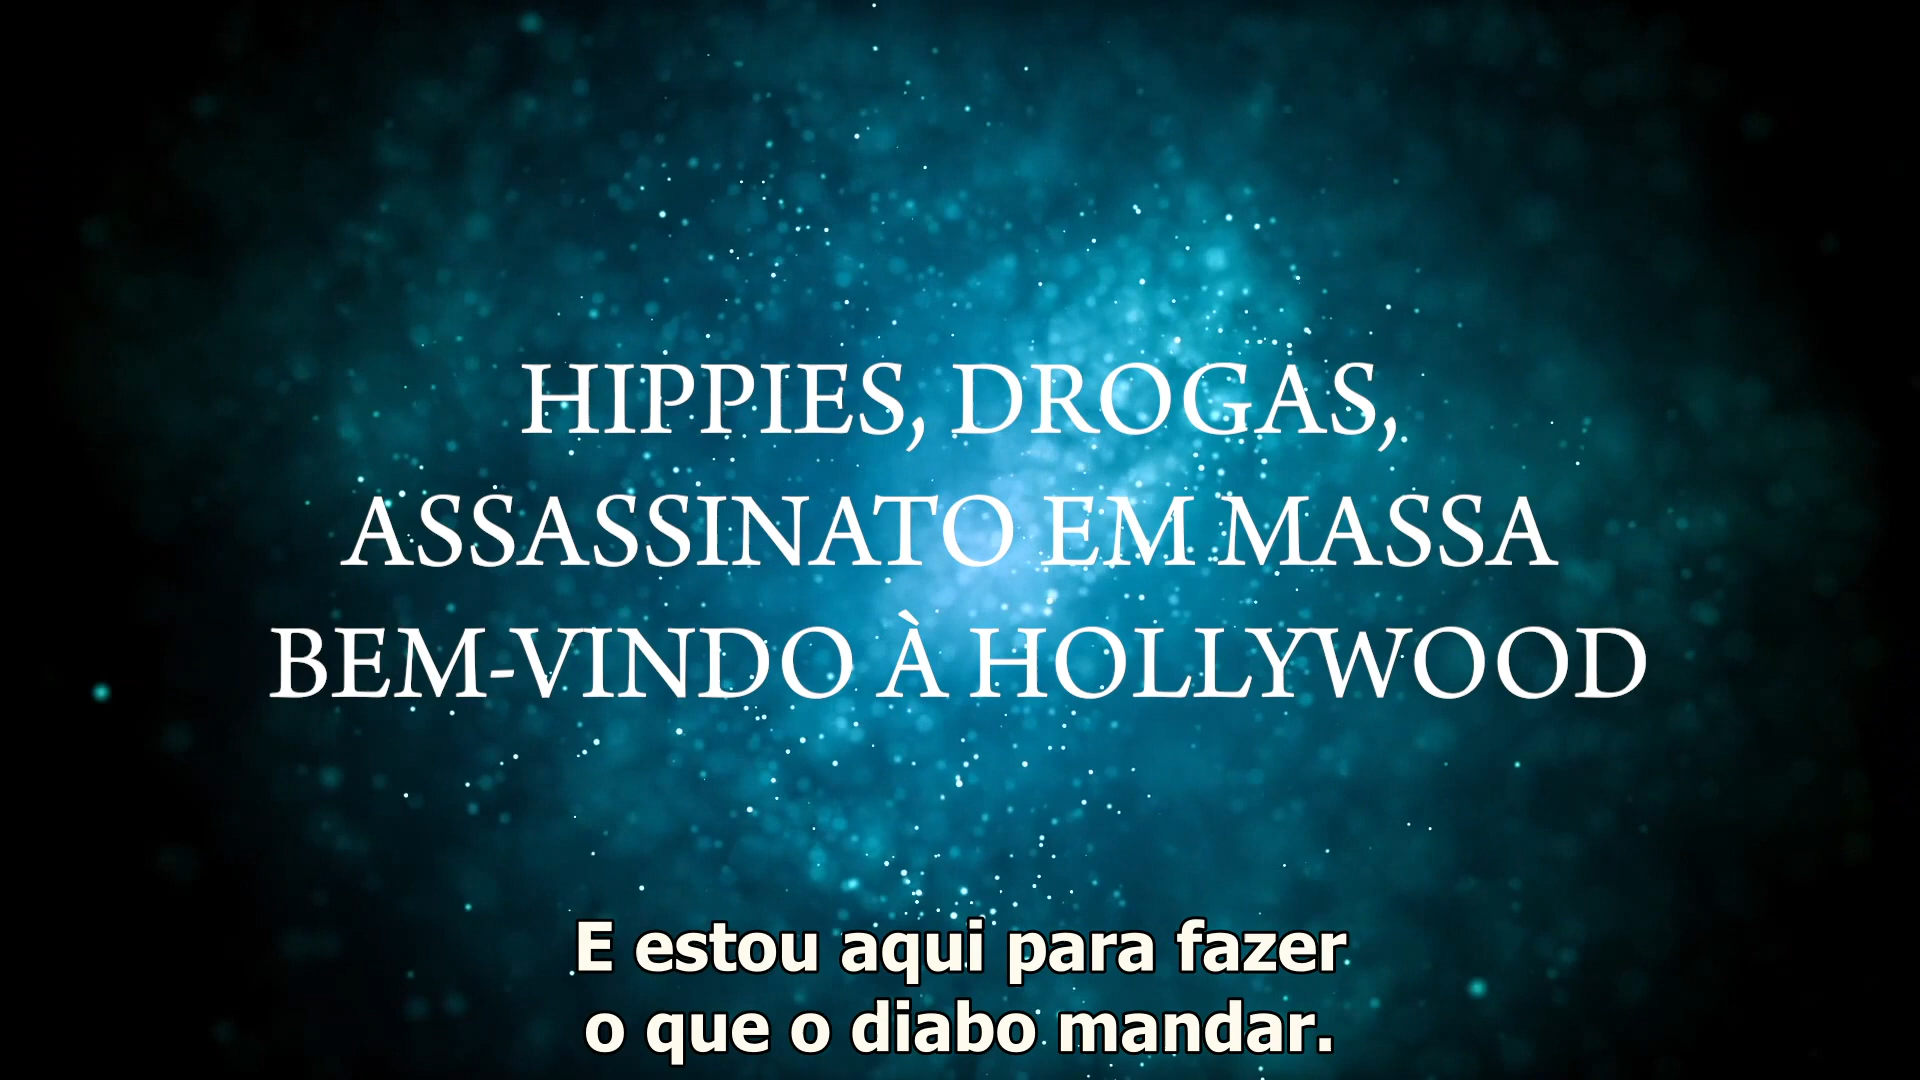 HIPPIES, DROGAS,
ASSASSINATO EM MASSA
BEM-VINDO À HOLLYWOOD
E estou aqui para fazer
o que o diabo mandar.